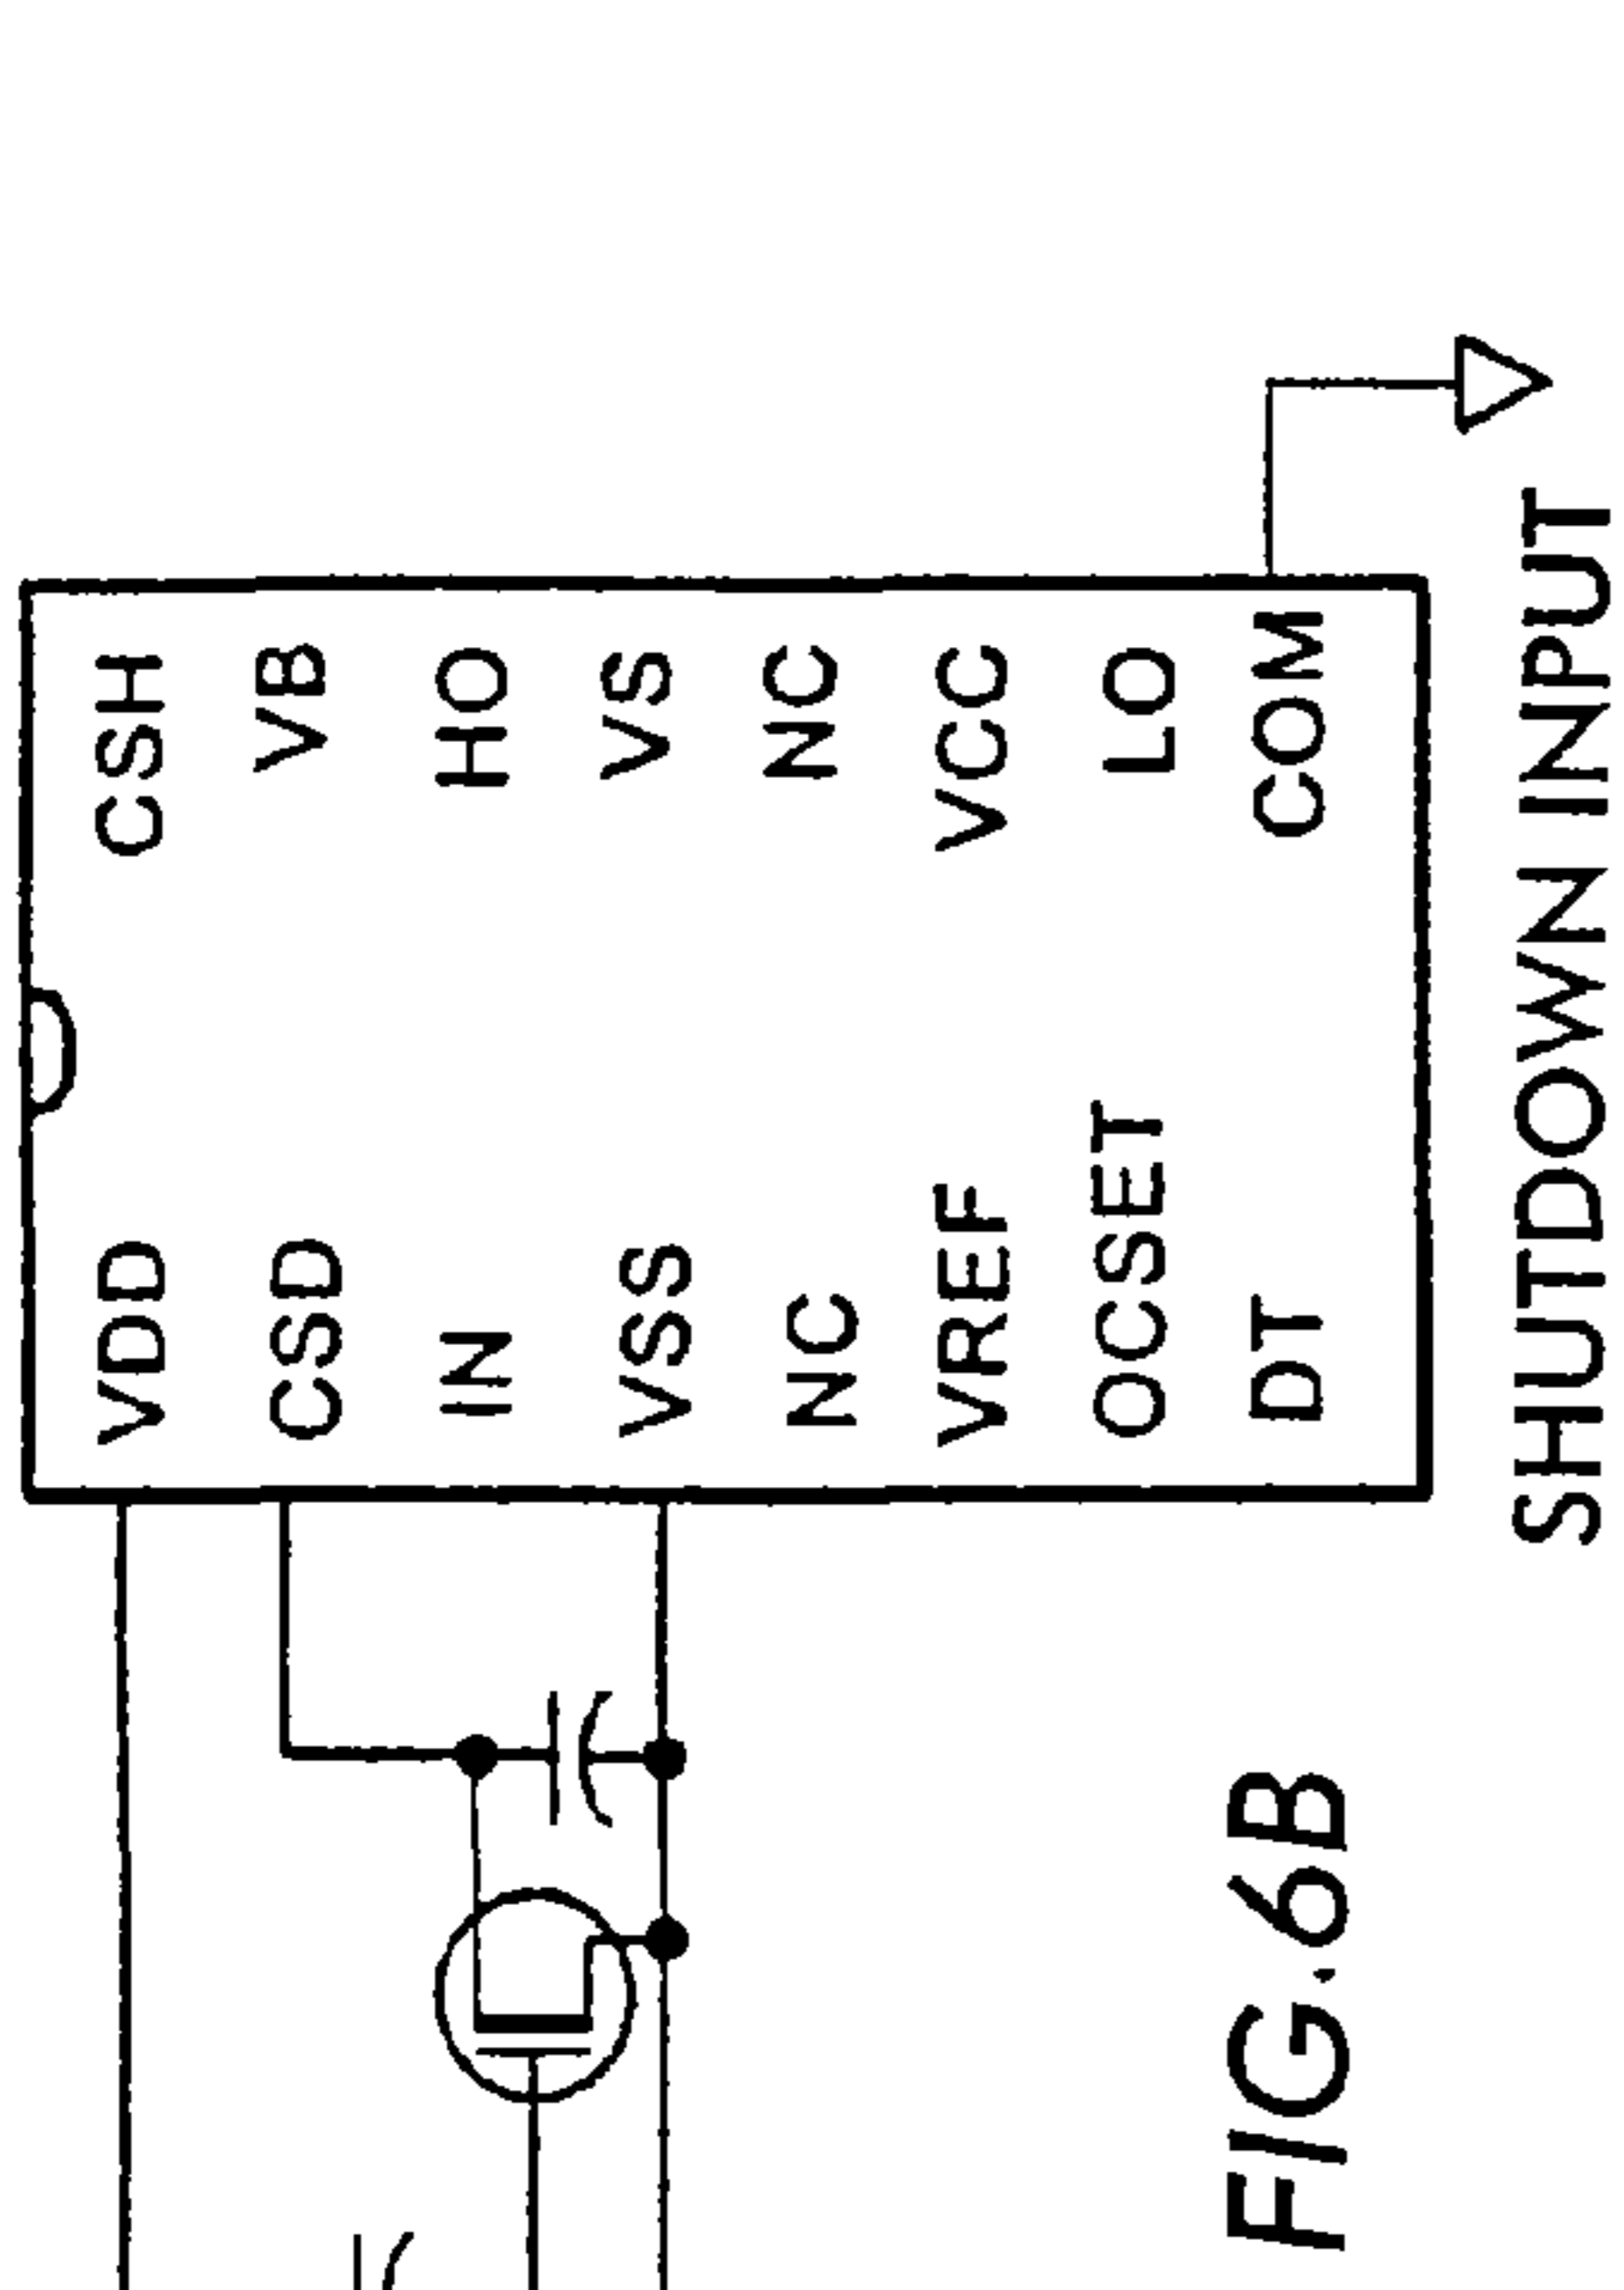 VDD
CSD
IN
VSS
NC
VREF
OCSET
DT
CSH
VB
HO
VS
NC
VCC
LO
COM
SHUTDOWN INPUT
FIG.6B